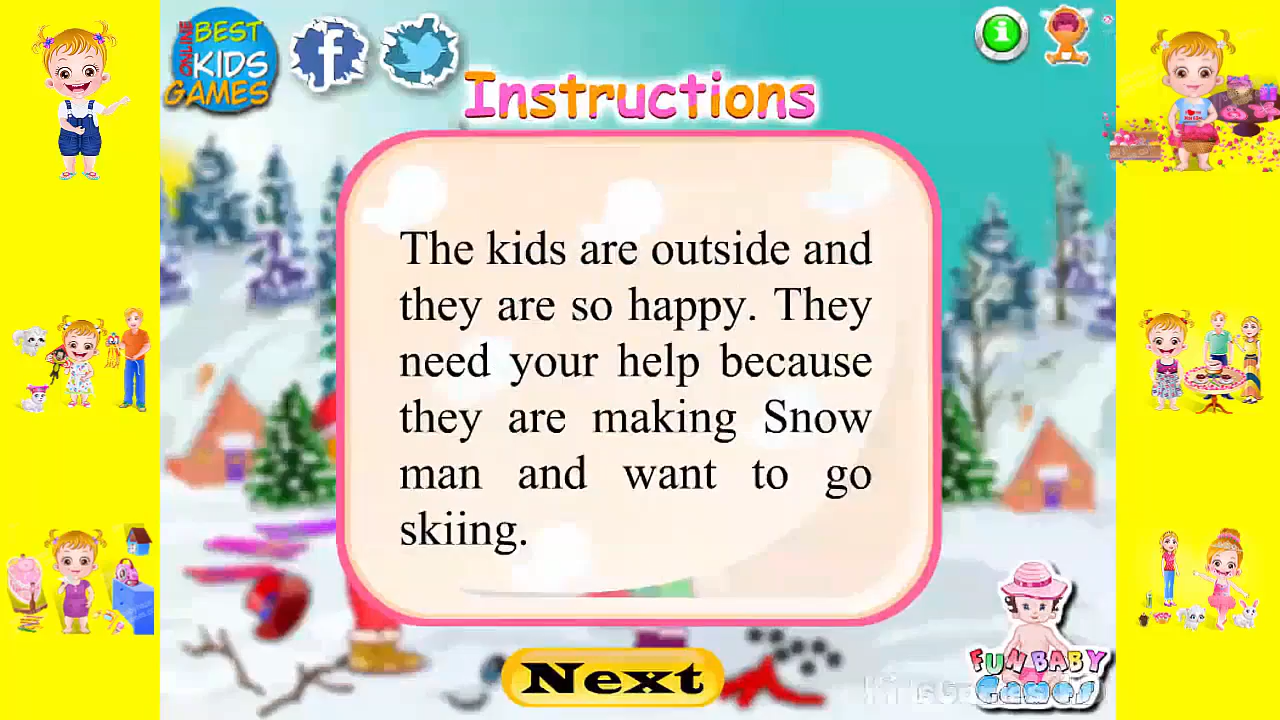 BEST
ONLINE
KIDS
GAMES
Instructions
The kids are outside and
they are so happy. They
need your help because
they are making Snow
man and want to go
skiing.
Next
FUN BABY
Games